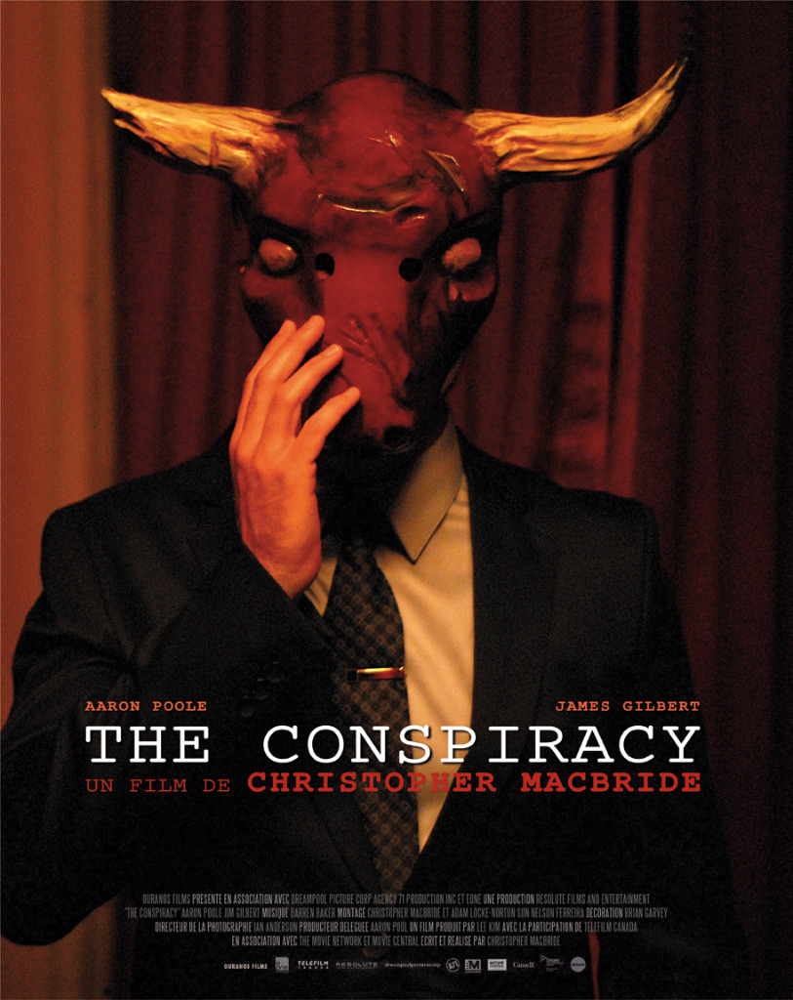 AARON POOLE JAMES GILBERT
THE CONSPIRACY
UN FILM DE CHRISTOPHER MACBRIDE
OURANOS FILMS PRESENTE EN ASSOCIATION AVEC DREAMPOOL PICTURE CORP AGENCY 71 PRODUCTION INC ET EONE UNE PRODUCTION RESOLUTE FILMS AND ENTERTAINMENT
"THE CONSPIRACY" AARON POOLE JIM GILBERT MUSIQUE DARREN BAKER MONTAGE CHRISTOPHER MACBRIDE ET ADAM LOCKE-NORTON SON NELSON FERREIRA DECORATION BRIAN GARVEY
DIRECTEUR DE LA PHOTOGRAPHIE IAN ANDERSON PRODUCTEUR DELEGUEE AARON POOL UN FILM PRODUIT PAR LEE KIM AVEC LA PARTICIPATION DE TELEFILM CANADA
EN ASSOCIATION AVEC THE MOVIE NETWORK ET MOVIE CENTRAL ECRIT ET REALISE PAR CHRISTOPHER MACBRIDE
OURANOS FILMS TELEFILM CANADA RESOLUTE dreampoolpicturecorp Canada